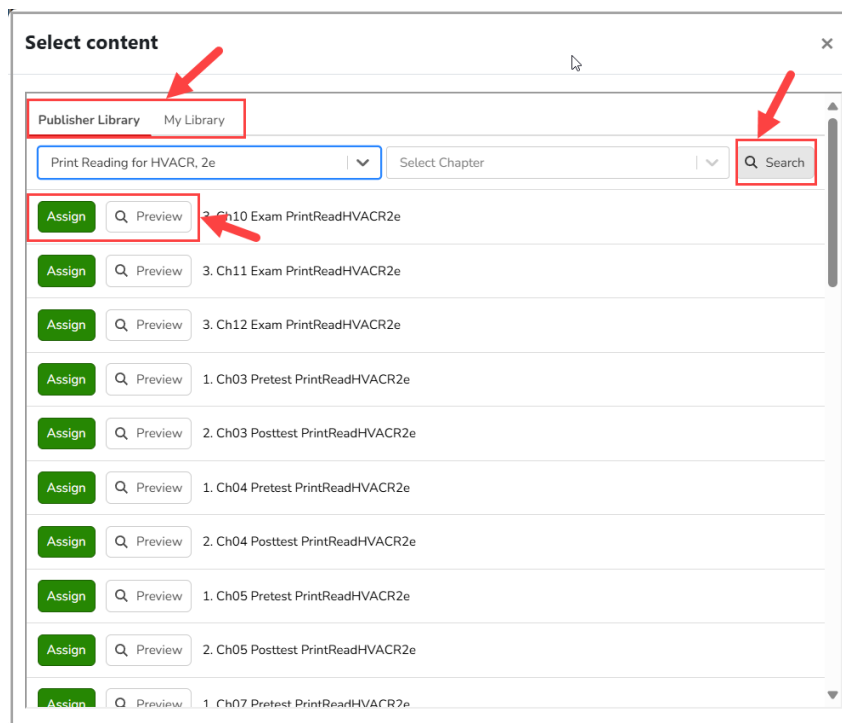 Select content ×
Publisher Library My Library
Print Reading for HVACR, 2e Select Chapter Search
Assign Preview 3. Ch10 Exam PrintReadHVACR2e
Assign Preview 3. Ch11 Exam PrintReadHVACR2e
Assign Preview 3. Ch12 Exam PrintReadHVACR2e
Assign Preview 1. Ch03 Pretest PrintReadHVACR2e
Assign Preview 2. Ch03 Posttest PrintReadHVACR2e
Assign Preview 1. Ch04 Pretest PrintReadHVACR2e
Assign Preview 2. Ch04 Posttest PrintReadHVACR2e
Assign Preview 1. Ch05 Pretest PrintReadHVACR2e
Assign Preview 2. Ch05 Posttest PrintReadHVACR2e
Assign Preview 1. Ch07 Pretest PrintReadHVACR2e